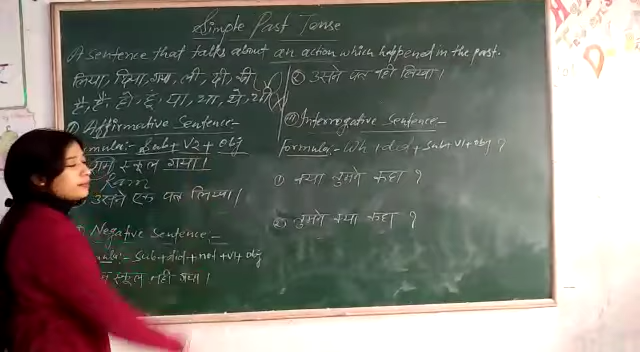 Simple Past Tense
A sentence that talks about an action which happened in the past.
लिया, दिया, गया, ली, दी, थी
है, हैं, हो, हूं, पा, था, थे, थी
① Affirmative Sentence:-
Sub + V2 + Obj
स्कूल गया।
Ram
उसने एक पत्र लिखा।
Negative Sentence:-
Sub + did + not + V1 + Obj
स्कूल नही गया।
② उसने पत्र नही लिखा।
Interrogative Sentence:-
Formula:- Wh + did + Sub + V1 + Obj ?
① क्या तुमने कहा ?
② तुमने क्या कहा ?